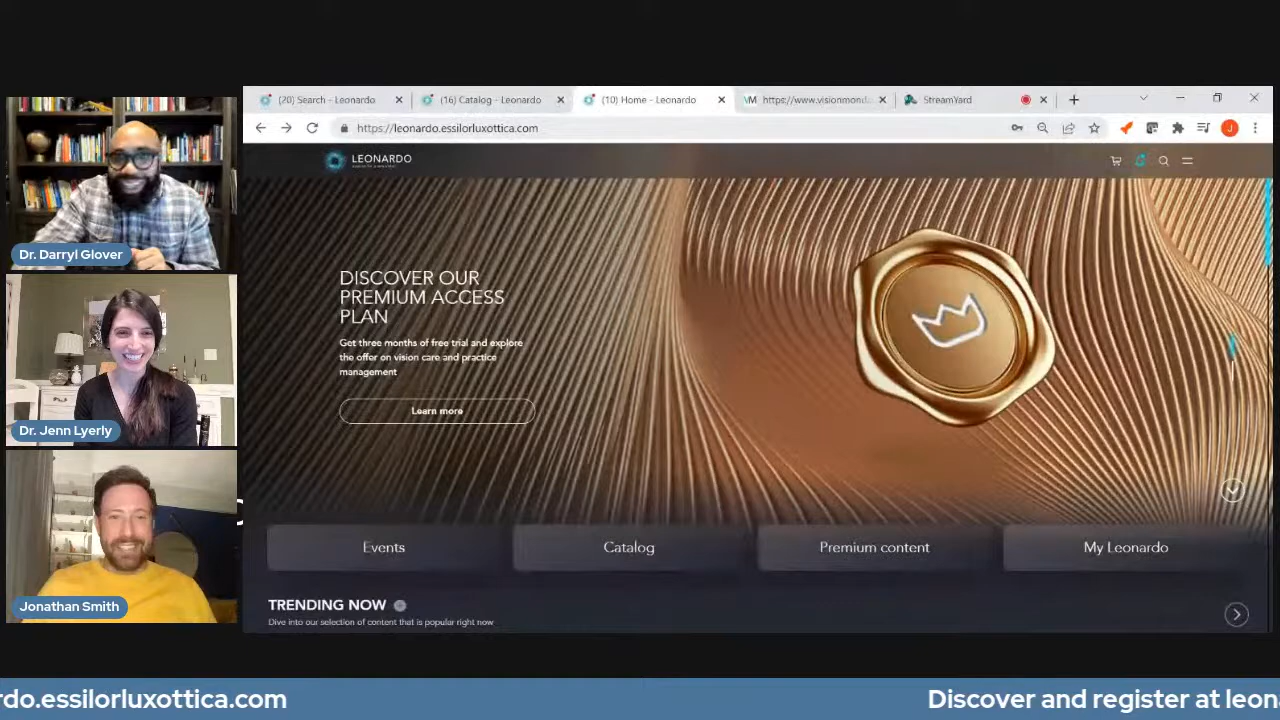 (20) Search - Leonardo
(16) Catalog - Leonardo
(10) Home - Leonardo
https://www.visionmond
StreamYard
https://leonardo.essilorluxottica.com
J
LEONARDO
DISCOVER OUR
PREMIUM ACCESS
PLAN
Get three months of free trial and explore
the offer on vision care and practice
management
Learn more
Events
Catalog
Premium content
My Leonardo
TRENDING NOW
Dive into our selection of content that is popular right now
Dr. Darryl Glover
Dr. Jenn Lyerly
Jonathan Smith
rdo.essilorluxottica.com
Discover and register at leon